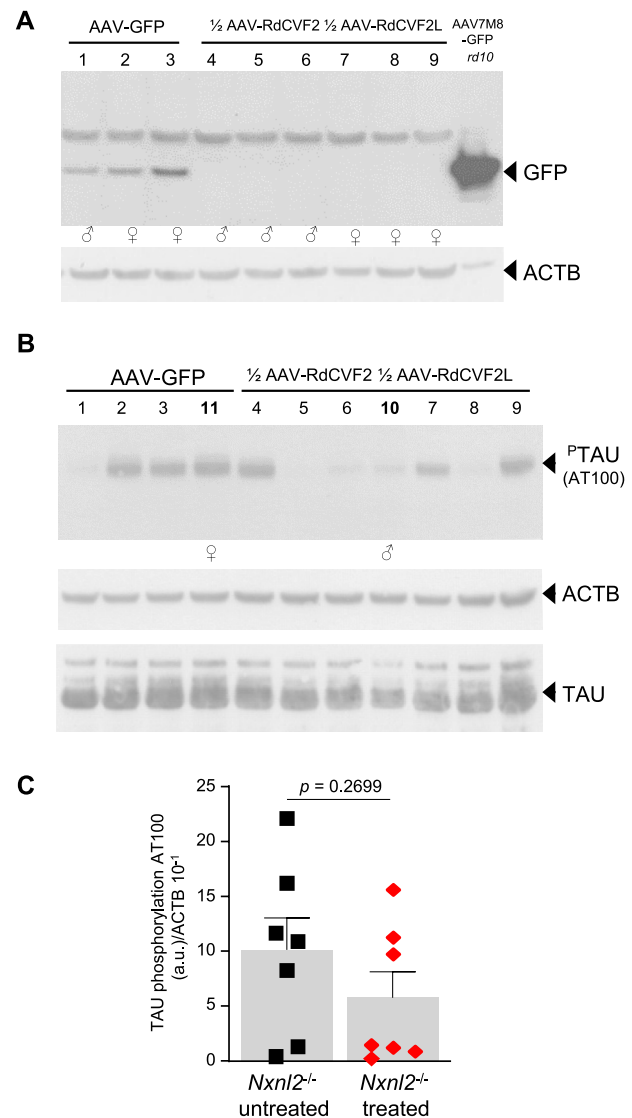 A
AAV-GFP
½ AAV-RdCVF2 ½ AAV-RdCVF2L
AAV7M8
-GFP
rd10
1 2 3 4 5 6 7 8 9
GFP
♂ ♀ ♀ ♂ ♂ ♂ ♀ ♀ ♀
ACTB
B
AAV-GFP
½ AAV-RdCVF2 ½ AAV-RdCVF2L
1 2 3 11 4 5 6 10 7 8 9
ᴾTAU
(AT100)
♀ ♂
ACTB
TAU
C
TAU phosphorylation AT100
(a.u.)/ACTB 10⁻¹
25
20
15
10
5
0
p = 0.2699
Nxnl2⁻/⁻ Nxnl2⁻/⁻
untreated treated